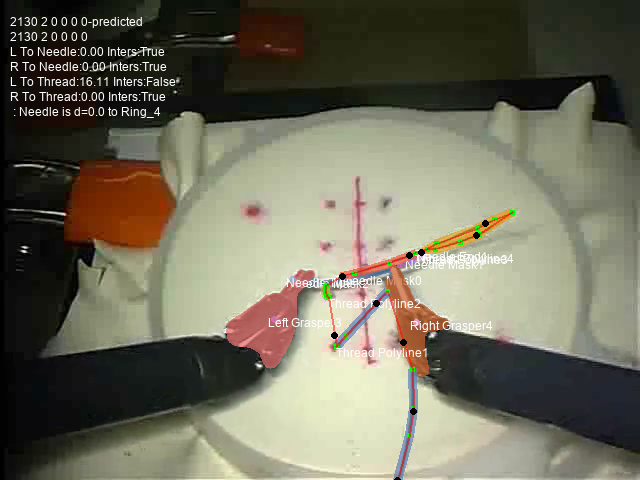 2130 2 0 0 0 0-predicted
2130 2 0 0 0 0
L To Needle:0.00 Inters:True
R To Needle:0.00 Inters:True
L To Thread:16.11 Inters:False
R To Thread:0.00 Inters:True
: Needle is d=0.0 to Ring_4
Needle Mask?
Needle Mask0
Thread Polyline2
Left Grasper3
Right Grasper4
Thread Polyline1